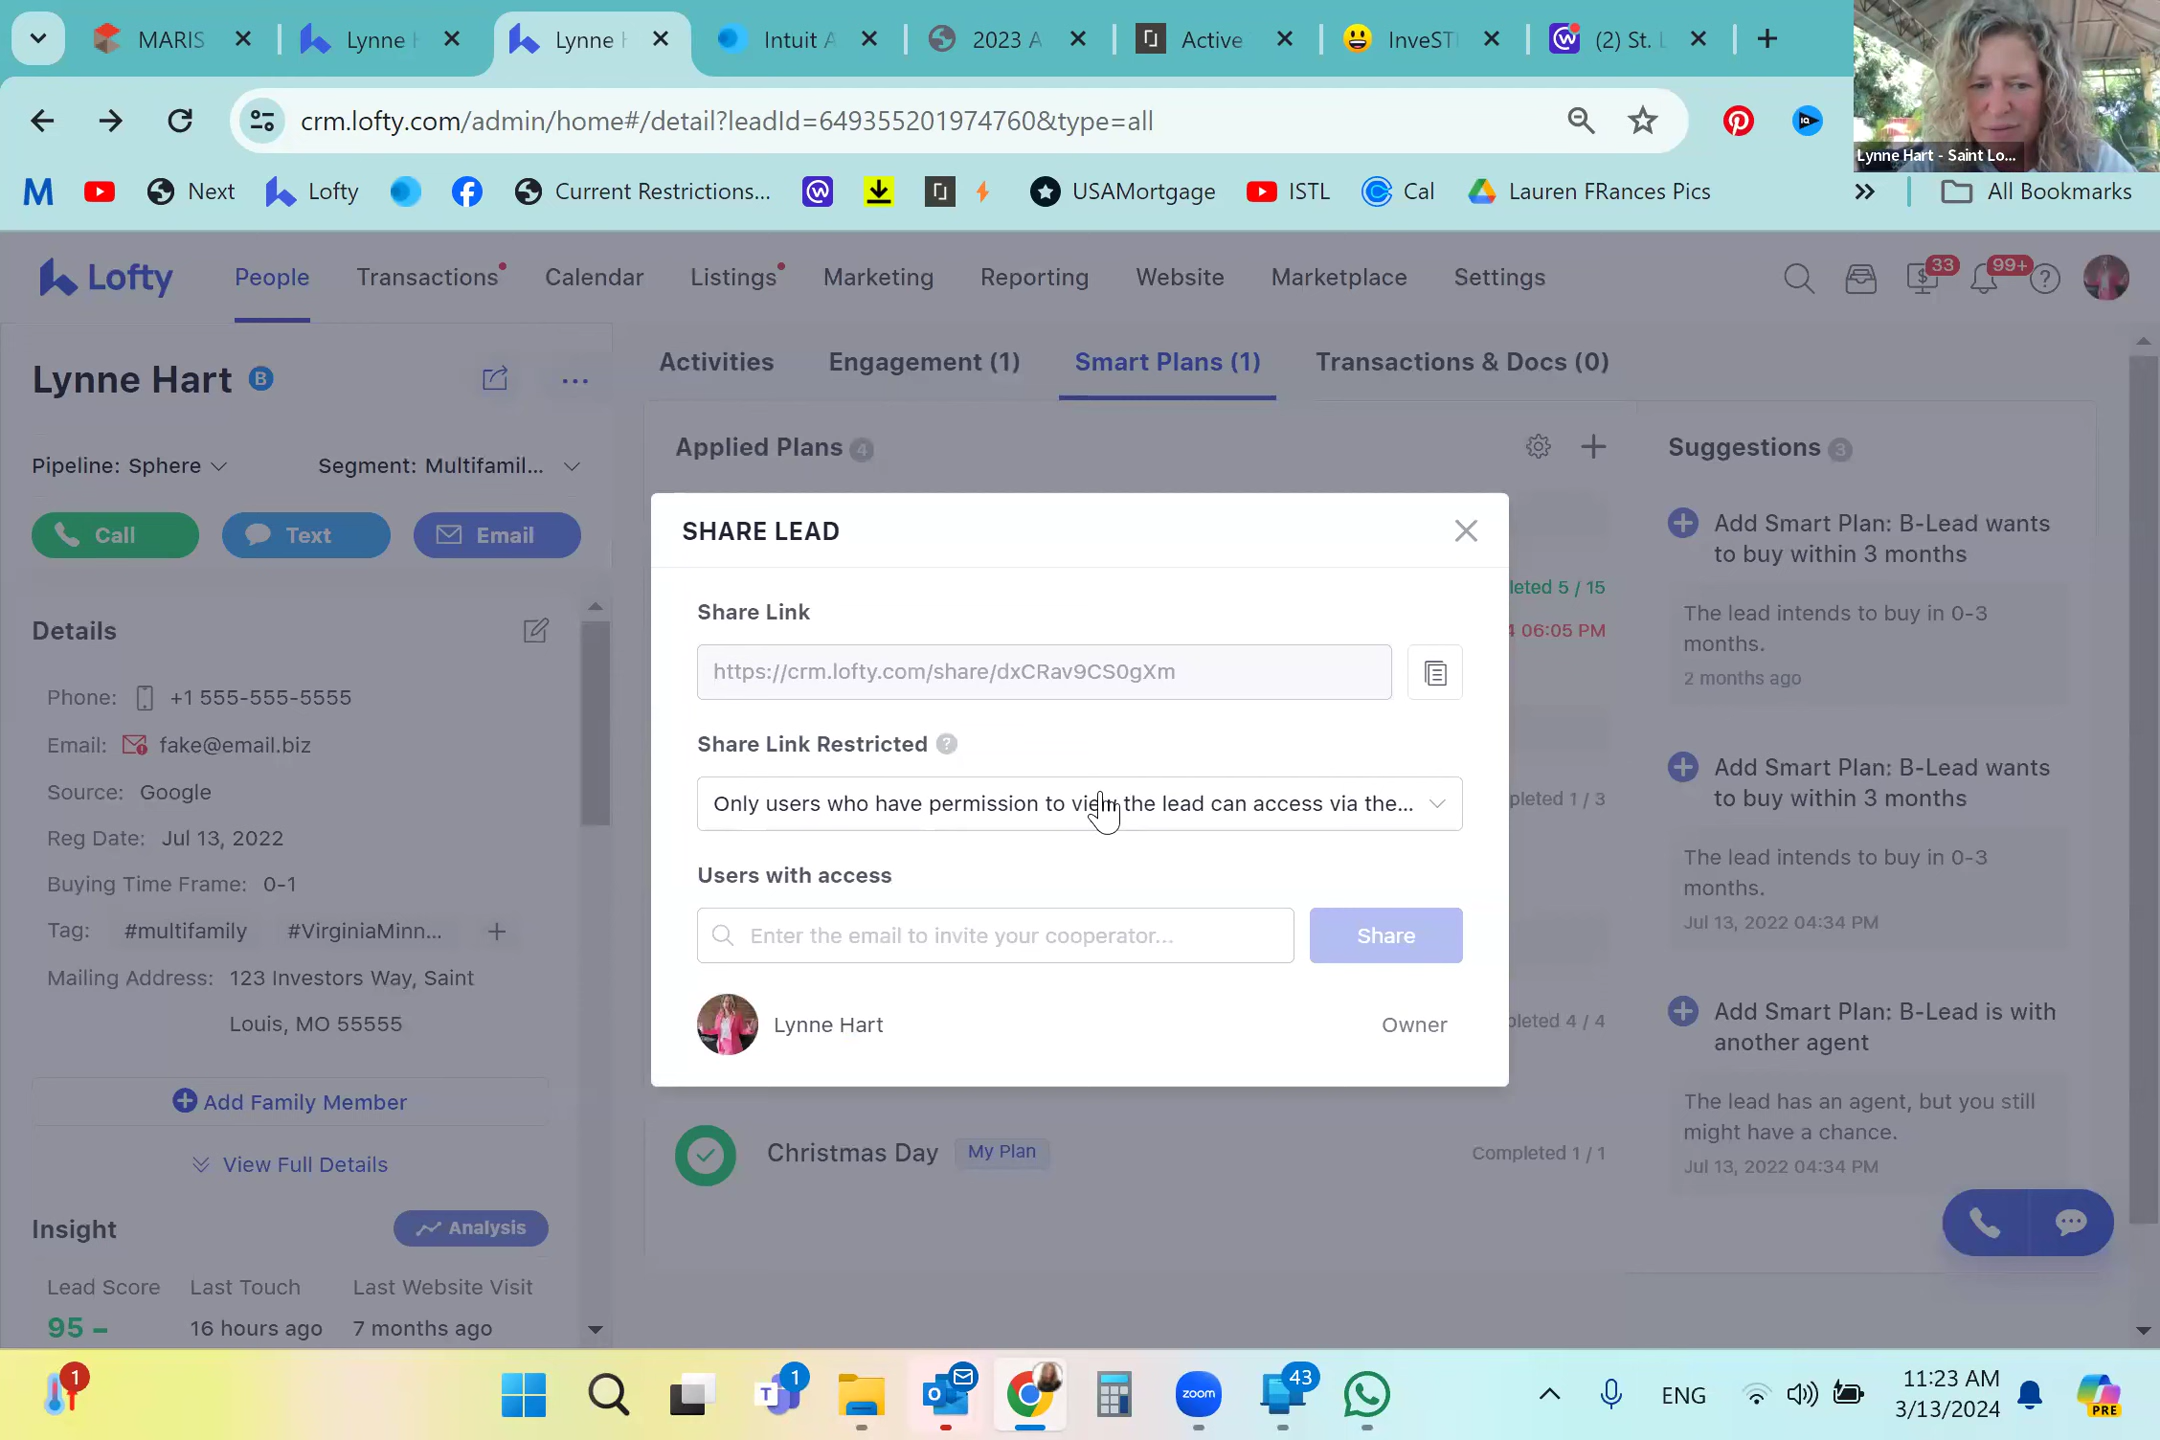 MARIS
Lynne
Lynne
Intuit
2023
Active
InveST
(2) St.
crm.lofty.com/admin/home#/detail?leadId=649355201974760&type=all
Lynne Hart - Saint Lo...
Next
Lofty
Current Restrictions...
USAMortgage
ISTL
Cal
Lauren FRances Pics
All Bookmarks
Lofty
People
Transactions
Calendar
Listings
Marketing
Reporting
Website
Marketplace
Settings
33
99+
Lynne Hart B
Pipeline: Sphere
Segment: Multifamil...
Call
Text
Email
Details
Phone: +1 555-555-5555
Email: fake@email.biz
Source: Google
Reg Date: Jul 13, 2022
Buying Time Frame: 0-1
Tag: #multifamily #VirginiaMinn...
Mailing Address: 123 Investors Way, Saint
Louis, MO 55555
Add Family Member
View Full Details
Insight
Analysis
Lead Score
Last Touch
Last Website Visit
95 –
16 hours ago
7 months ago
Activities
Engagement (1)
Smart Plans (1)
Transactions & Docs (0)
Applied Plans 4
SHARE LEAD
Share Link
https://crm.lofty.com/share/dxCRav9CS0gXm
Share Link Restricted ?
Only users who have permission to view the lead can access via the...
Users with access
Enter the email to invite your cooperator...
Share
Lynne Hart
Owner
5 / 15
06:05 PM
1 / 3
4 / 4
Christmas Day
My Plan
Completed 1 / 1
Suggestions 3
Add Smart Plan: B-Lead wants
to buy within 3 months
The lead intends to buy in 0-3
months.
2 months ago
Add Smart Plan: B-Lead wants
to buy within 3 months
The lead intends to buy in 0-3
months.
Jul 13, 2022 04:34 PM
Add Smart Plan: B-Lead is with
another agent
The lead has an agent, but you still
might have a chance.
Jul 13, 2022 04:34 PM
1
1
zoom
43
ENG
11:23 AM
3/13/2024
PRE